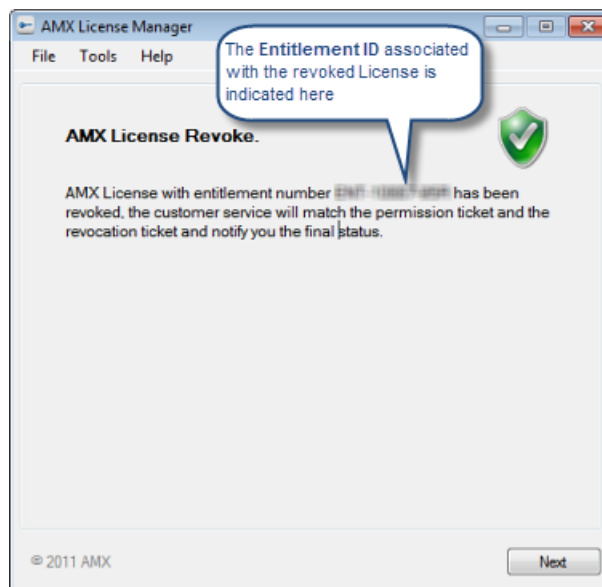 AMX License Manager
File Tools Help
The Entitlement ID associated
with the revoked License is
indicated here
AMX License Revoke.
AMX License with entitlement number has been
revoked, the customer service will match the permission ticket and the
revocation ticket and notify you the final status.
© 2011 AMX
Next